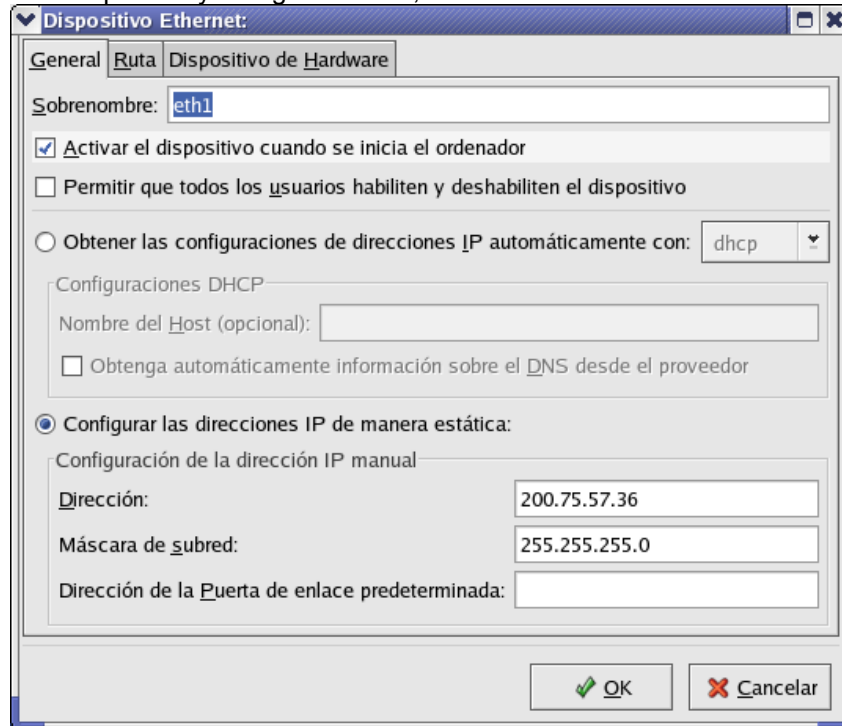 Dispositivo Ethernet:
General Ruta Dispositivo de Hardware
Sobrenombre: eth1
Activar el dispositivo cuando se inicia el ordenador
Permitir que todos los usuarios habiliten y deshabiliten el dispositivo
Obtener las configuraciones de direcciones IP automáticamente con: dhcp
Configuraciones DHCP
Nombre del Host (opcional):
Obtenga automáticamente información sobre el DNS desde el proveedor
Configurar las direcciones IP de manera estática:
Configuración de la dirección IP manual
Dirección: 200.75.57.36
Máscara de subred: 255.255.255.0
Dirección de la Puerta de enlace predeterminada:
OK Cancelar